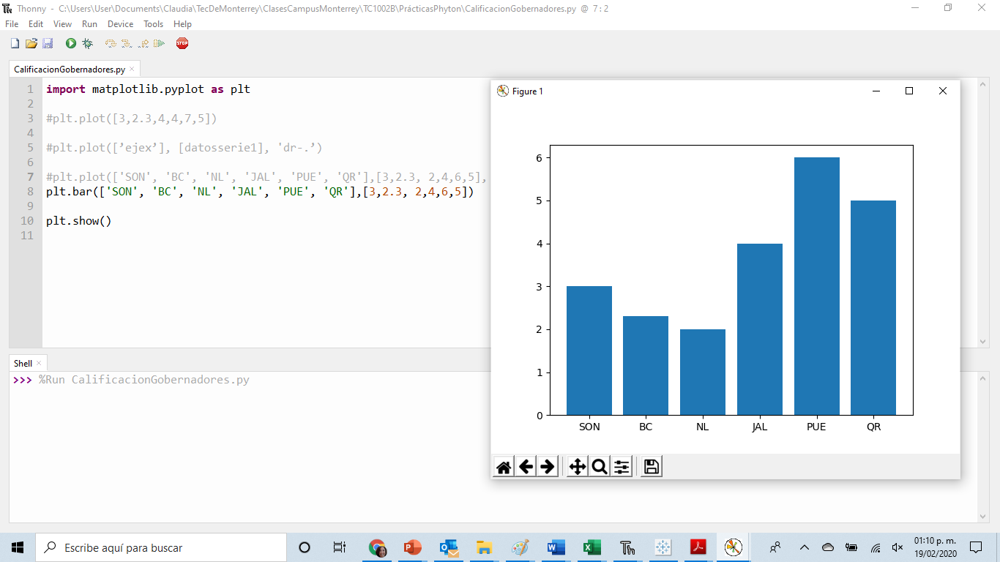 Thonny - C:\Users\User\Documents\Claudia\TecDeMonterrey\ClasesCampusMonterrey\TC1002B\PrácticasPhyton\CalificacionGobernadores.py @ 7 : 2
File Edit View Run Device Tools Help
STOP
CalificacionGobernadores.py ×
1 import matplotlib.pyplot as plt
2
3 #plt.plot([3,2.3,4,4,7,5])
4
5 #plt.plot([’ejex’], [datosserie1], 'dr-.’)
6
7 #plt.plot(['SON', 'BC', 'NL', 'JAL', 'PUE', 'QR'],[3,2.3, 2,4,6,5],
8 plt.bar(['SON', 'BC', 'NL', 'JAL', 'PUE', 'QR'],[3,2.3, 2,4,6,5])
9
10 plt.show()
11
Figure 1
6
5
4
3
2
1
0
SON BC NL JAL PUE QR
Shell ×
>>> %Run CalificacionGobernadores.py
Escribe aquí para buscar
01:10 p. m.
19/02/2020